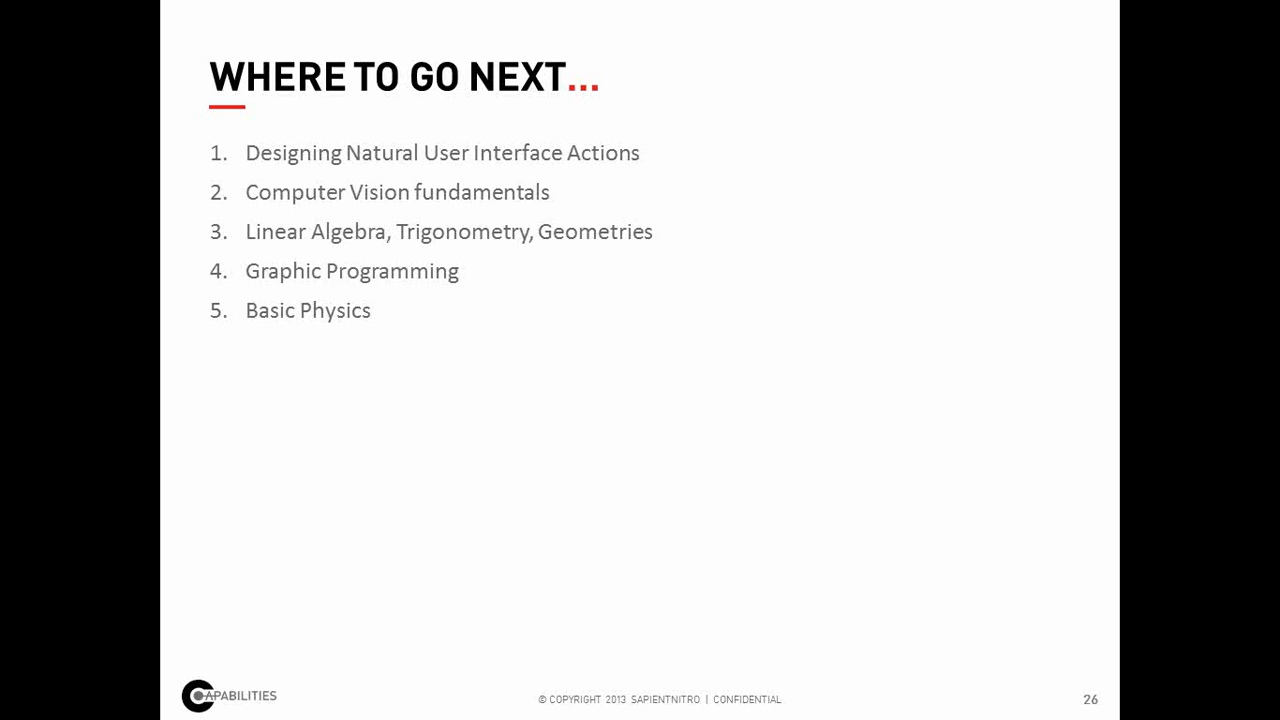 WHERE TO GO NEXT...
1. Designing Natural User Interface Actions
2. Computer Vision fundamentals
3. Linear Algebra, Trigonometry, Geometries
4. Graphic Programming
5. Basic Physics
CAPABILITIES
© COPYRIGHT 2013 SAPIENTNITRO | CONFIDENTIAL
26